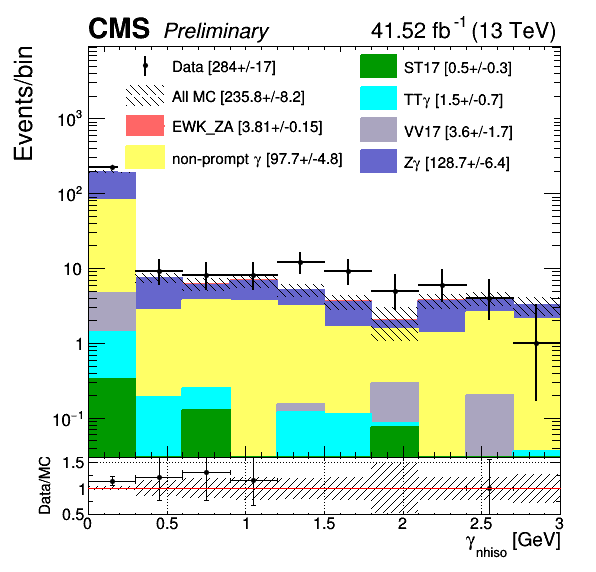 CMS Preliminary 41.52 fb⁻¹ (13 TeV)
Events/bin
Data [284+/-17]
All MC [235.8+/-8.2]
EWK_ZA [3.81+/-0.15]
non-prompt γ [97.7+/-4.8]
ST17 [0.5+/-0.3]
TTγ [1.5+/-0.7]
VV17 [3.6+/-1.7]
Zγ [128.7+/-6.4]
10³
10²
10
1
10⁻¹
Data/MC
1.5
1
0.5
0 0.5 1 1.5 2 2.5 3
γnhiso [GeV]